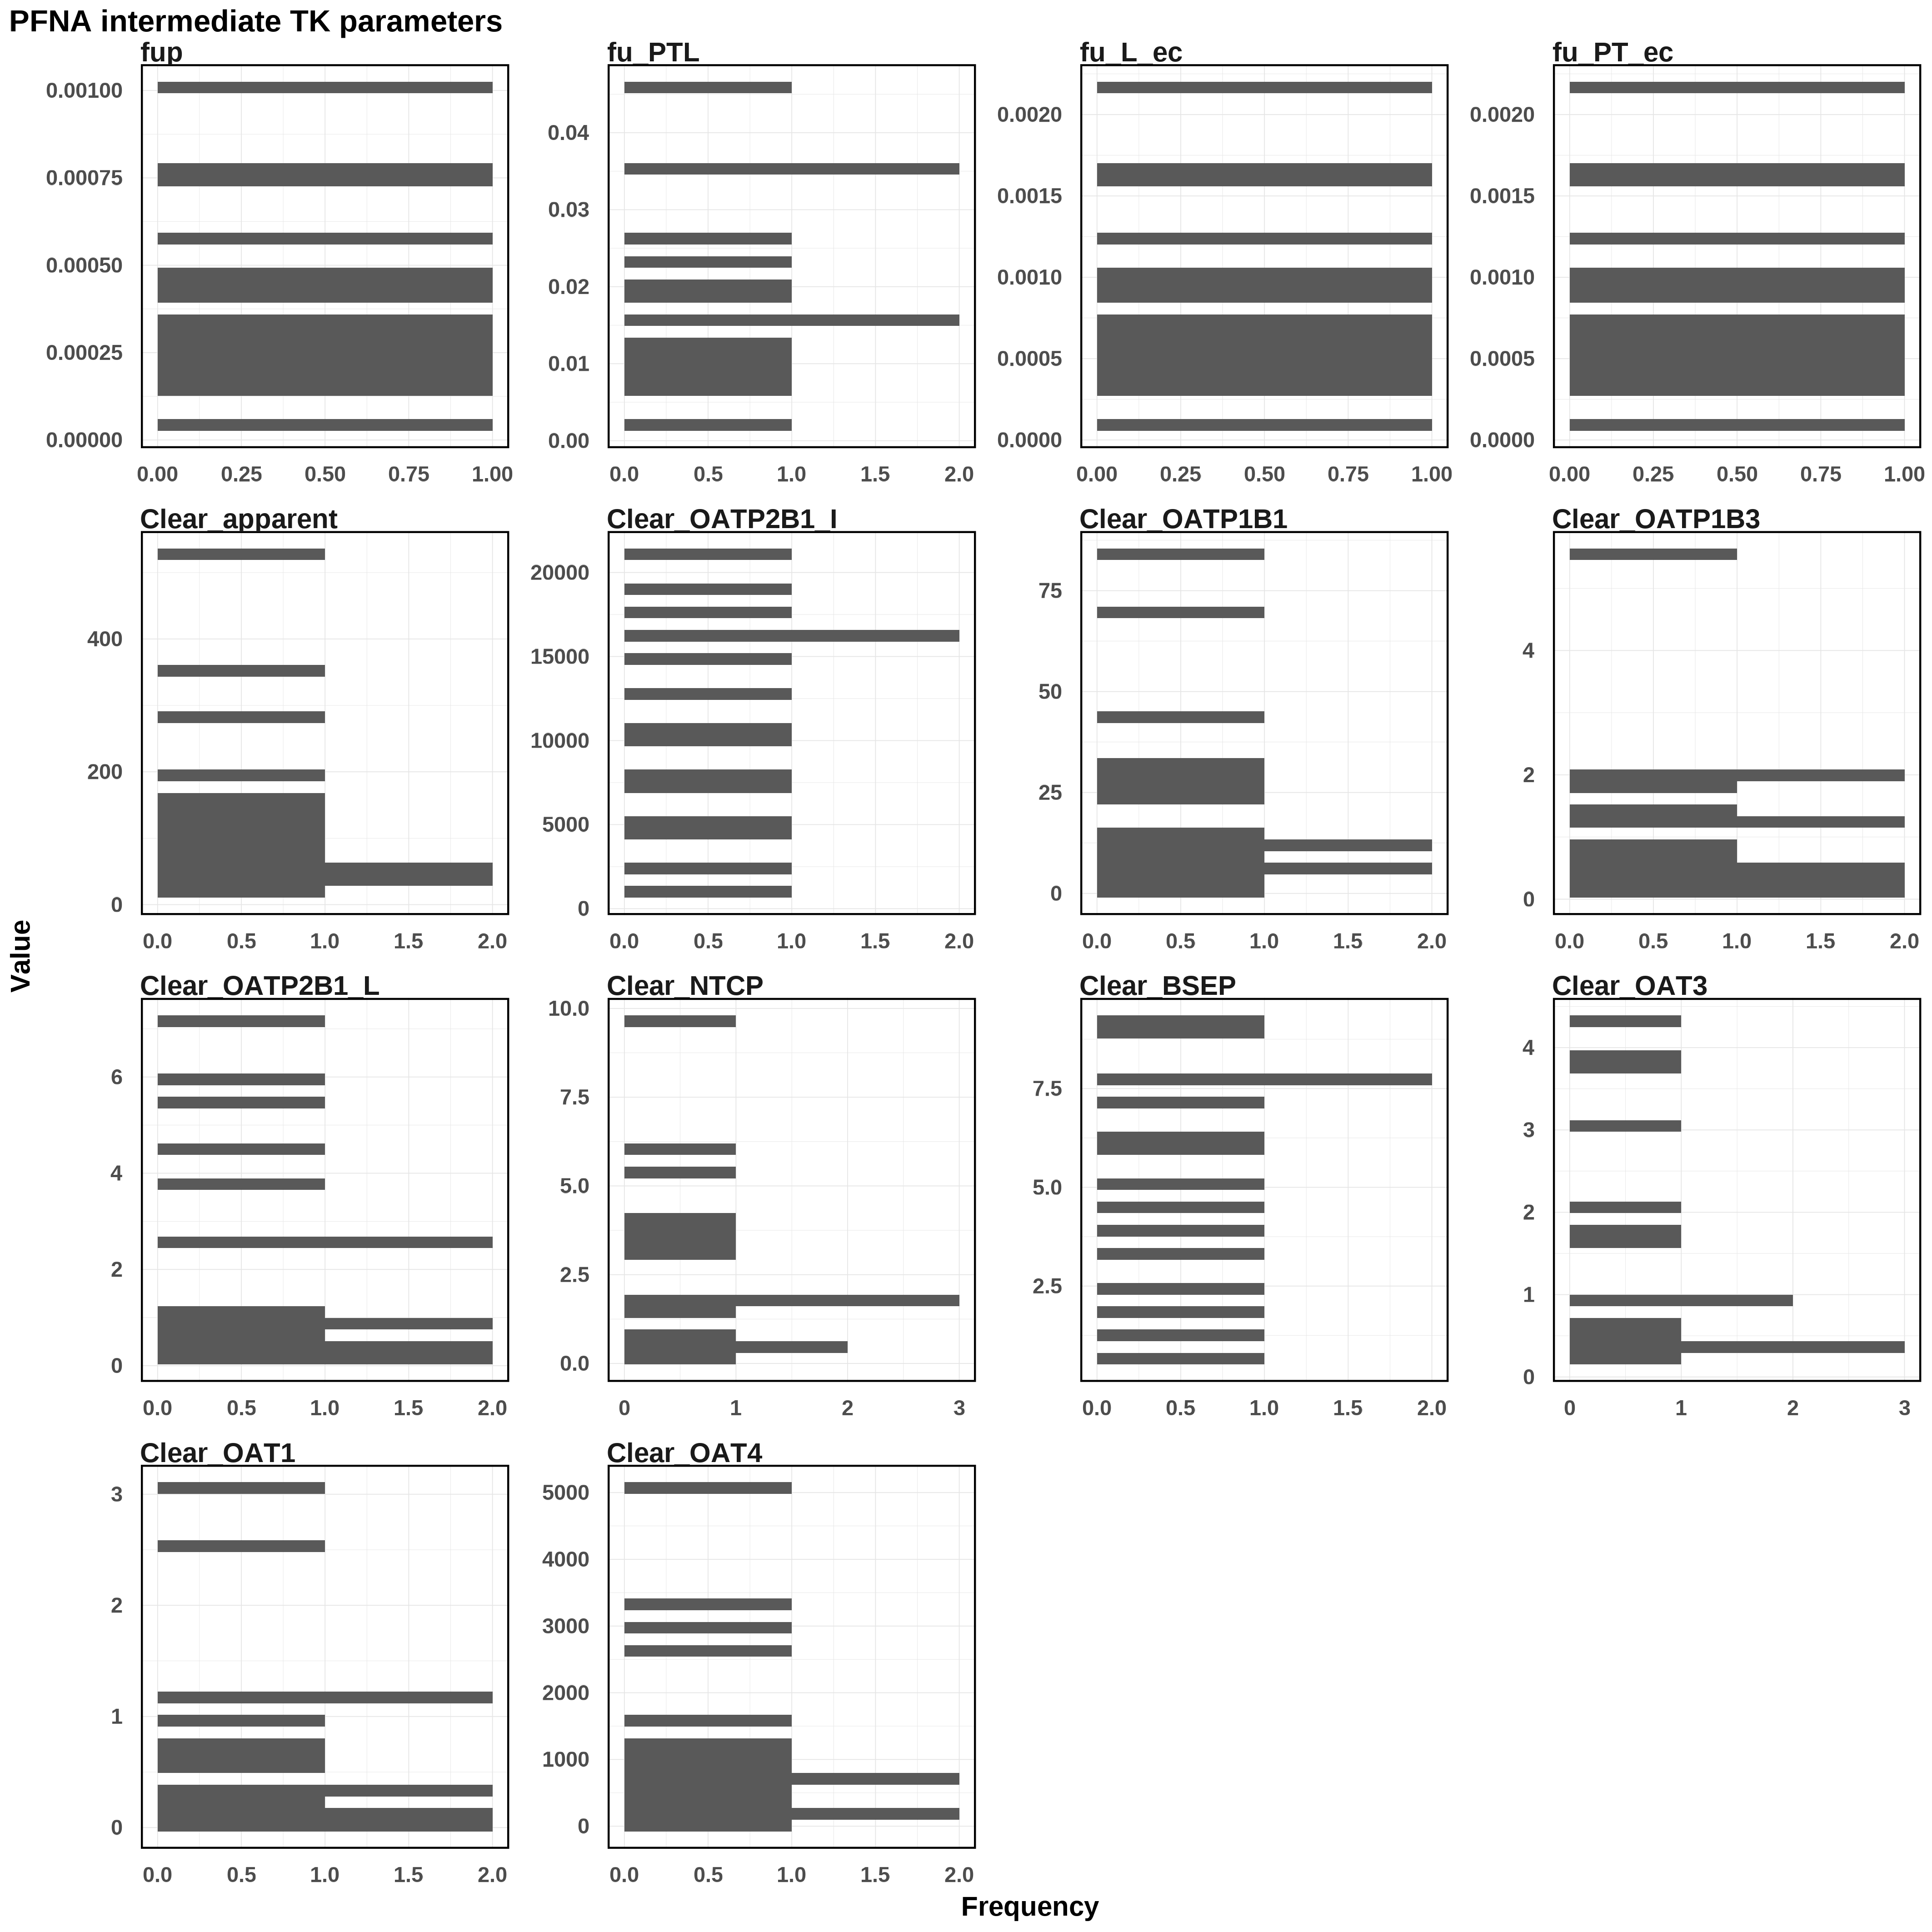 PFNA intermediate TK parameters
fup fu_PTL fu_L_ec fu_PT_ec
0.00100
0.00075
0.00050
0.00025
0.00000
0.04
0.03
0.02
0.01
0.00
0.0020
0.0015
0.0010
0.0005
0.0000
0.0020
0.0015
0.0010
0.0005
0.0000
0.00 0.25 0.50 0.75 1.00
0.0 0.5 1.0 1.5 2.0
0.00 0.25 0.50 0.75 1.00
0.00 0.25 0.50 0.75 1.00
Clear_apparent Clear_OATP2B1_I Clear_OATP1B1 Clear_OATP1B3
400
200
0
20000
15000
10000
5000
0
75
50
25
0
4
2
0
0.0 0.5 1.0 1.5 2.0
0.0 0.5 1.0 1.5 2.0
0.0 0.5 1.0 1.5 2.0
0.0 0.5 1.0 1.5 2.0
Value
Clear_OATP2B1_L Clear_NTCP Clear_BSEP Clear_OAT3
6
4
2
0
10.0
7.5
5.0
2.5
0.0
7.5
5.0
2.5
4
3
2
1
0
0.0 0.5 1.0 1.5 2.0
0 1 2 3
0.0 0.5 1.0 1.5 2.0
0 1 2 3
Clear_OAT1 Clear_OAT4
3
2
1
0
5000
4000
3000
2000
1000
0
0.0 0.5 1.0 1.5 2.0
0.0 0.5 1.0 1.5 2.0
Frequency